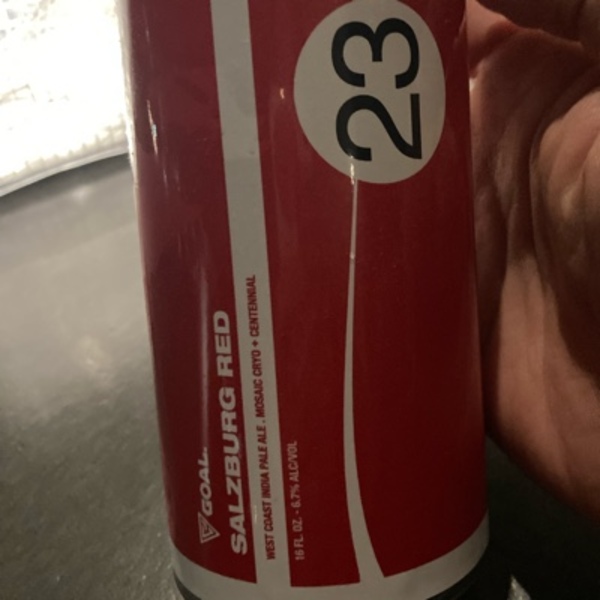 23
GOAL.
SALZBURG RED
WEST COAST INDIA PALE ALE . MOSAIC CRYO + CENTENNIAL
16 FL. OZ. - 6.7% ALC/VOL